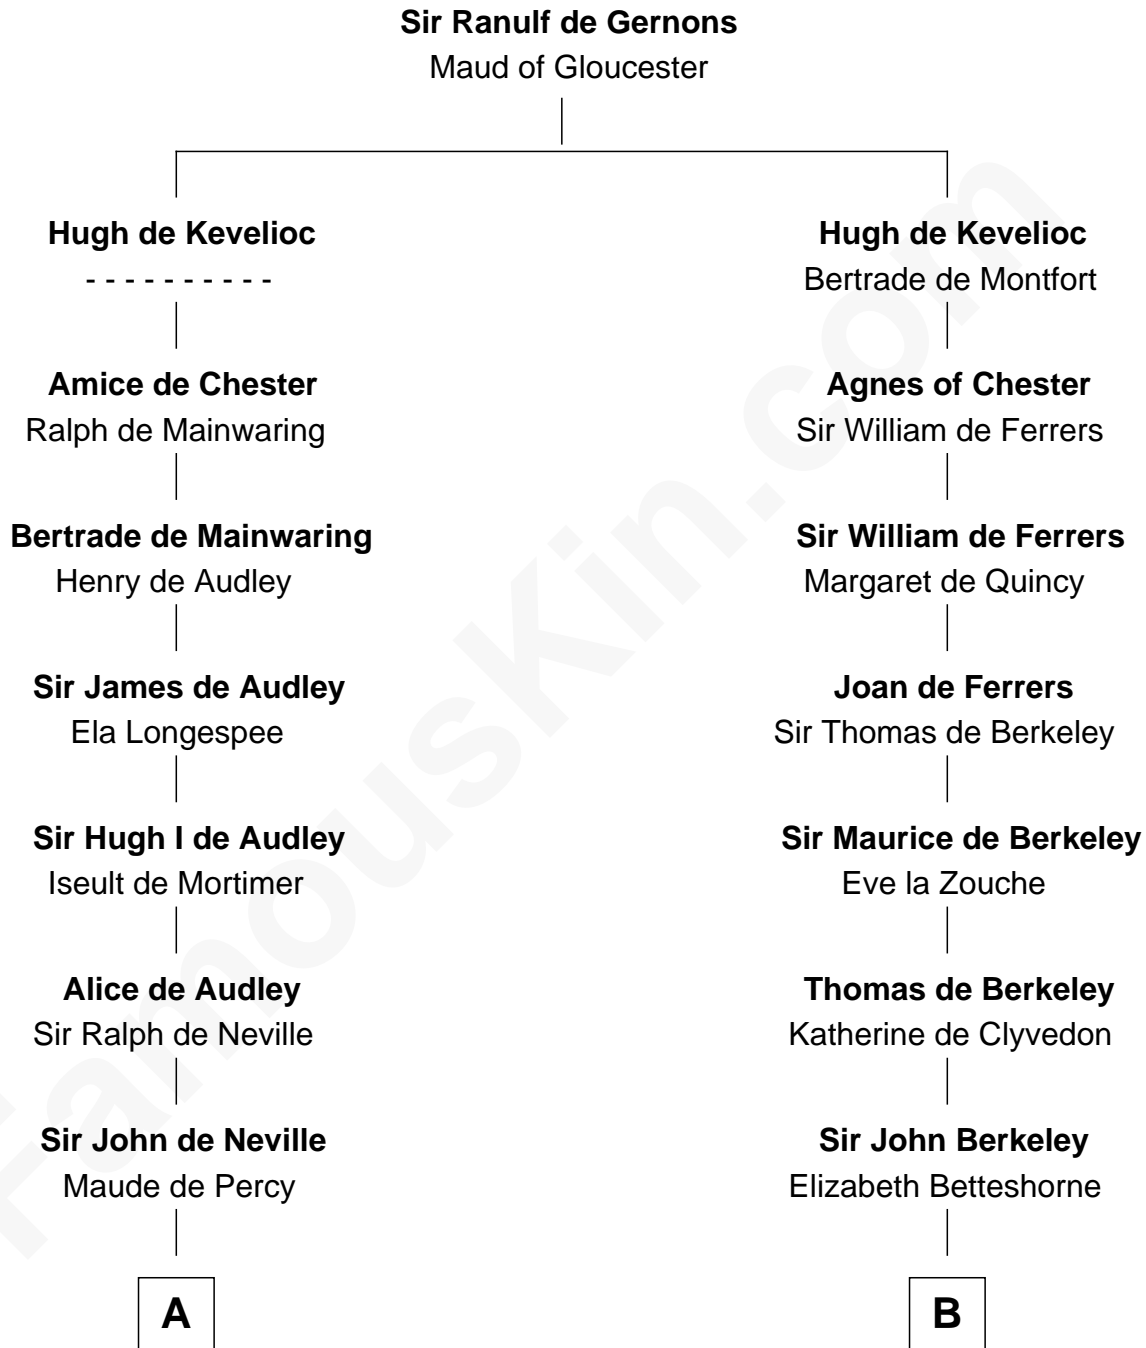 Sir Ranulf de Gernons
Maud of Gloucester
Hugh de Kevelioc
- - - - - - - - - -
Amice de Chester
Ralph de Mainwaring
Bertrade de Mainwaring
Henry de Audley
Sir James de Audley
Ela Longespee
Sir Hugh I de Audley
Iseult de Mortimer
Alice de Audley
Sir Ralph de Neville
Sir John de Neville
Maude de Percy
A
Hugh de Kevelioc
Bertrade de Montfort
Agnes of Chester
Sir William de Ferrers
Sir William de Ferrers
Margaret de Quincy
Joan de Ferrers
Sir Thomas de Berkeley
Sir Maurice de Berkeley
Eve la Zouche
Thomas de Berkeley
Katherine de Clyvedon
Sir John Berkeley
Elizabeth Betteshorne
B
FamousKin.com